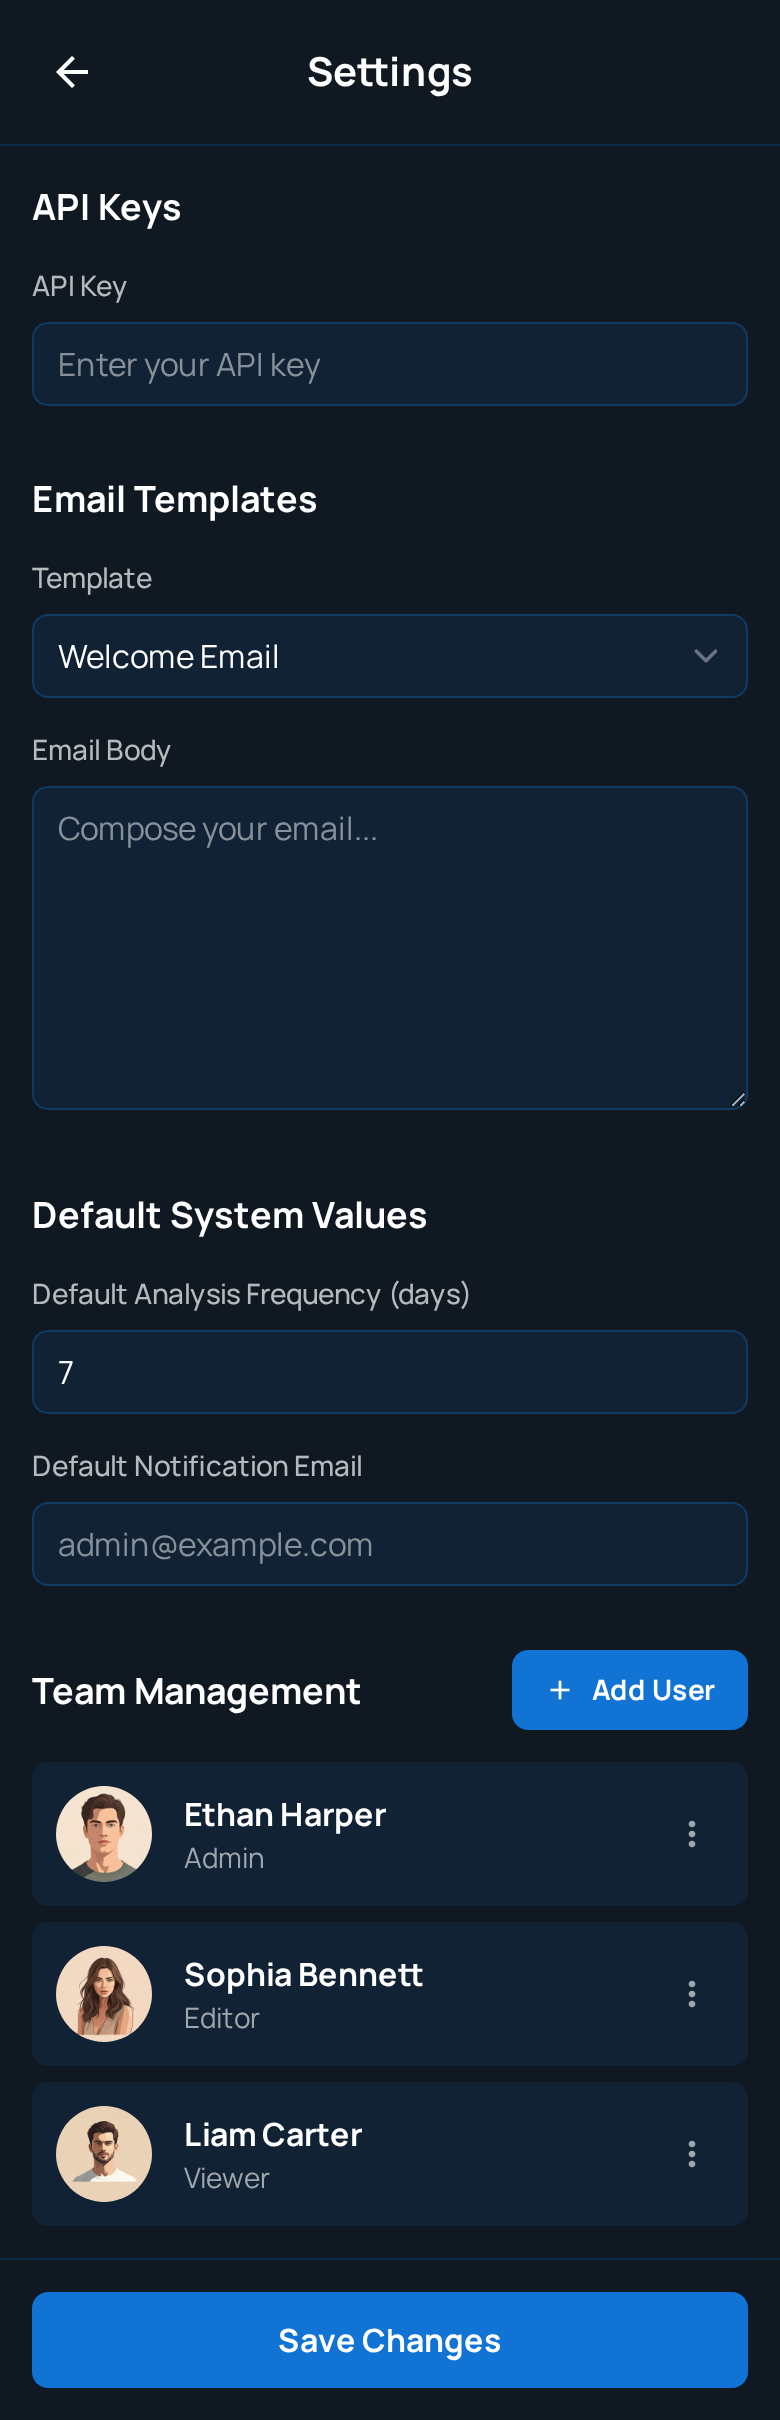 Settings
API Keys
API Key
Enter your API key
Email Templates
Template
Welcome Email
Email Body
Compose your email...
Default System Values
Default Analysis Frequency (days)
7
Default Notification Email
admin@example.com
Team Management
+ Add User
Ethan Harper
Admin
Sophia Bennett
Editor
Liam Carter
Viewer
Save Changes